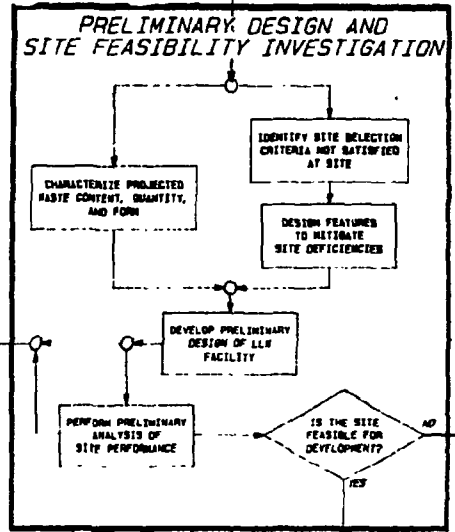 PRELIMINARY DESIGN AND
SITE FEASIBILITY INVESTIGATION
IDENTIFY SITE SELECTION
CRITERIA NOT SATISFIED
AT SITE
CHARACTERIZE PROJECTED
WASTE CONTENT, QUANTITY,
AND FORM
DESIGN FEATURES
TO MITIGATE
SITE DEFICIENCIES
DEVELOP PRELIMINARY
DESIGN OF LLW
FACILITY
PERFORM PRELIMINARY
ANALYSIS OF
SITE PERFORMANCE
IS THE SITE
FEASIBLE FOR
DEVELOPMENT?
NO
YES